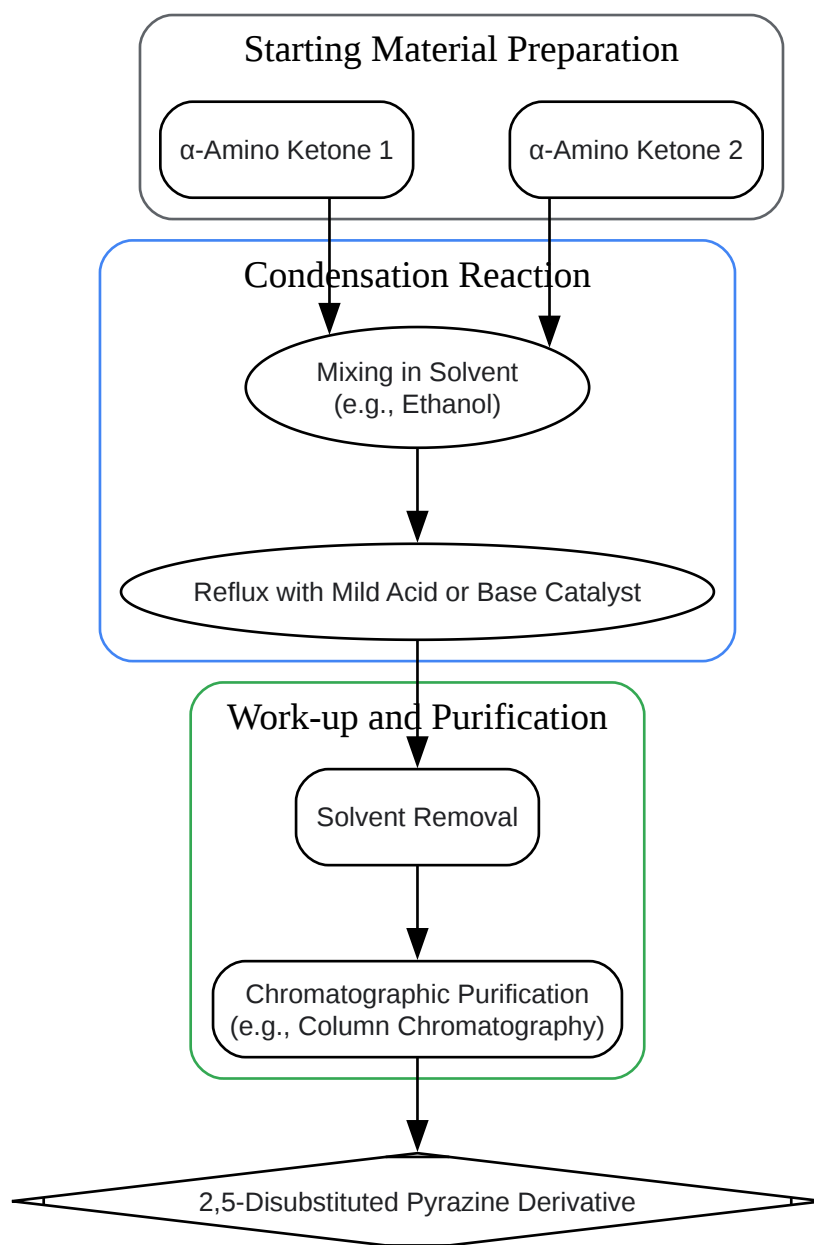 Starting Material Preparation
α-Amino Ketone 1
α-Amino Ketone 2
Condensation Reaction
Mixing in Solvent
(e.g., Ethanol)
Reflux with Mild Acid or Base Catalyst
Work-up and Purification
Solvent Removal
Chromatographic Purification
(e.g., Column Chromatography)
2,5-Disubstituted Pyrazine Derivative